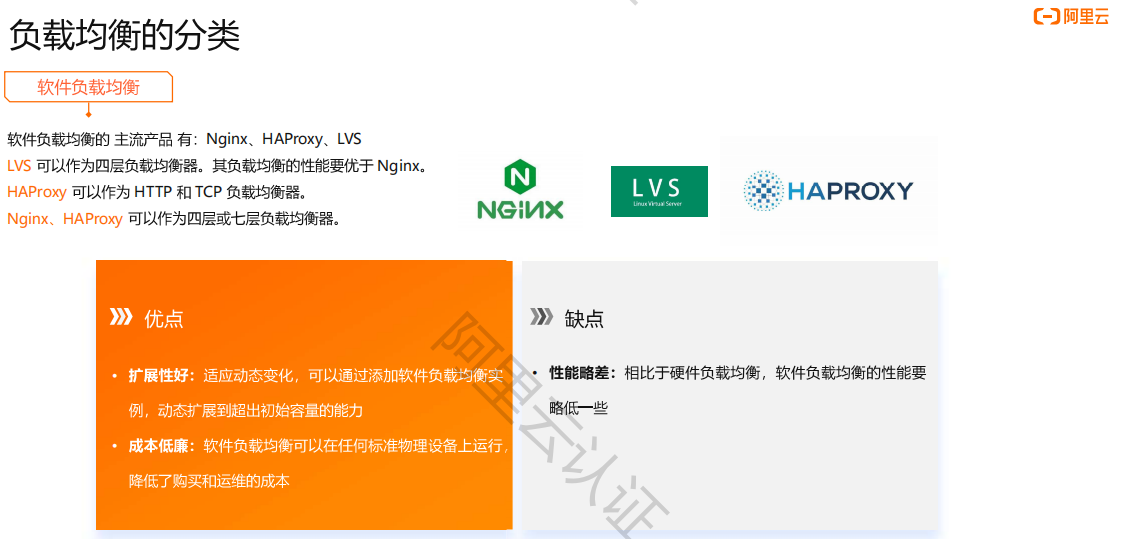 负载均衡的分类
阿里云
软件负载均衡
软件负载均衡的 主流产品 有：Nginx、HAProxy、LVS
LVS 可以作为四层负载均衡器。其负载均衡的性能要优于 Nginx。
HAProxy 可以作为 HTTP 和 TCP 负载均衡器。
Nginx、HAProxy 可以作为四层或七层负载均衡器。
N
NGINX
LVS
Linux Virtual Server
HAPROXY
优点
• 扩展性好：适应动态变化，可以通过添加软件负载均衡实
例，动态扩展到超出初始容量的能力
• 成本低廉：软件负载均衡可以在任何标准物理设备上运行，
降低了购买和运维的成本
缺点
• 性能略差：相比于硬件负载均衡，软件负载均衡的性能要
略低一些
阿里云认证